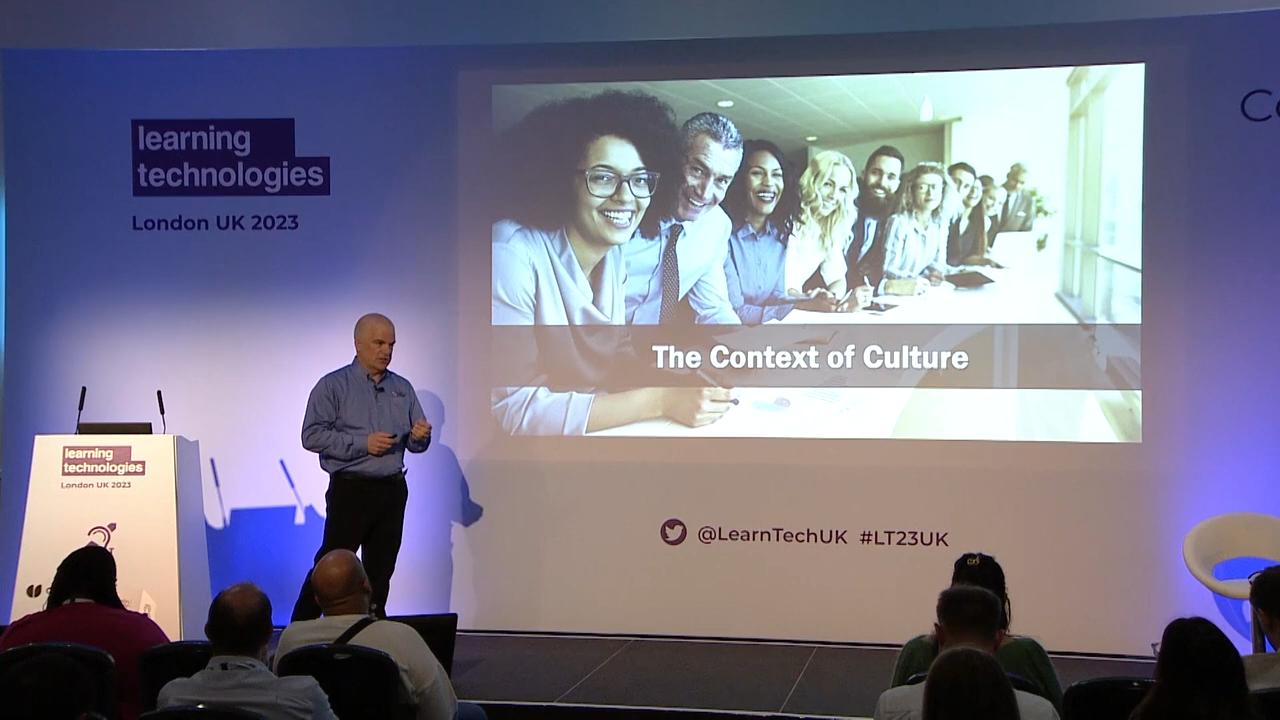 learning
technologies
London UK 2023
The Context of Culture
@LearnTechUK #LT23UK
learning
technologies
London UK 2023